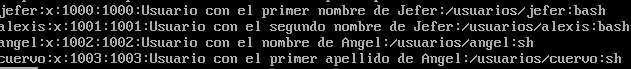 jefer:x:1000:1000:Usuario con el primer nombre de Jefer:/usuarios/jefer:bash
alexis:x:1001:1001:Usuario con el segundo nombre de Jefer:/usuarios/alexis:bash
angel:x:1002:1002:Usuario con el nombre de Angel:/usuarios/angel:sh
cuervo:x:1003:1003:Usuario con el primer apellido de Angel:/usuarios/cuervo:sh